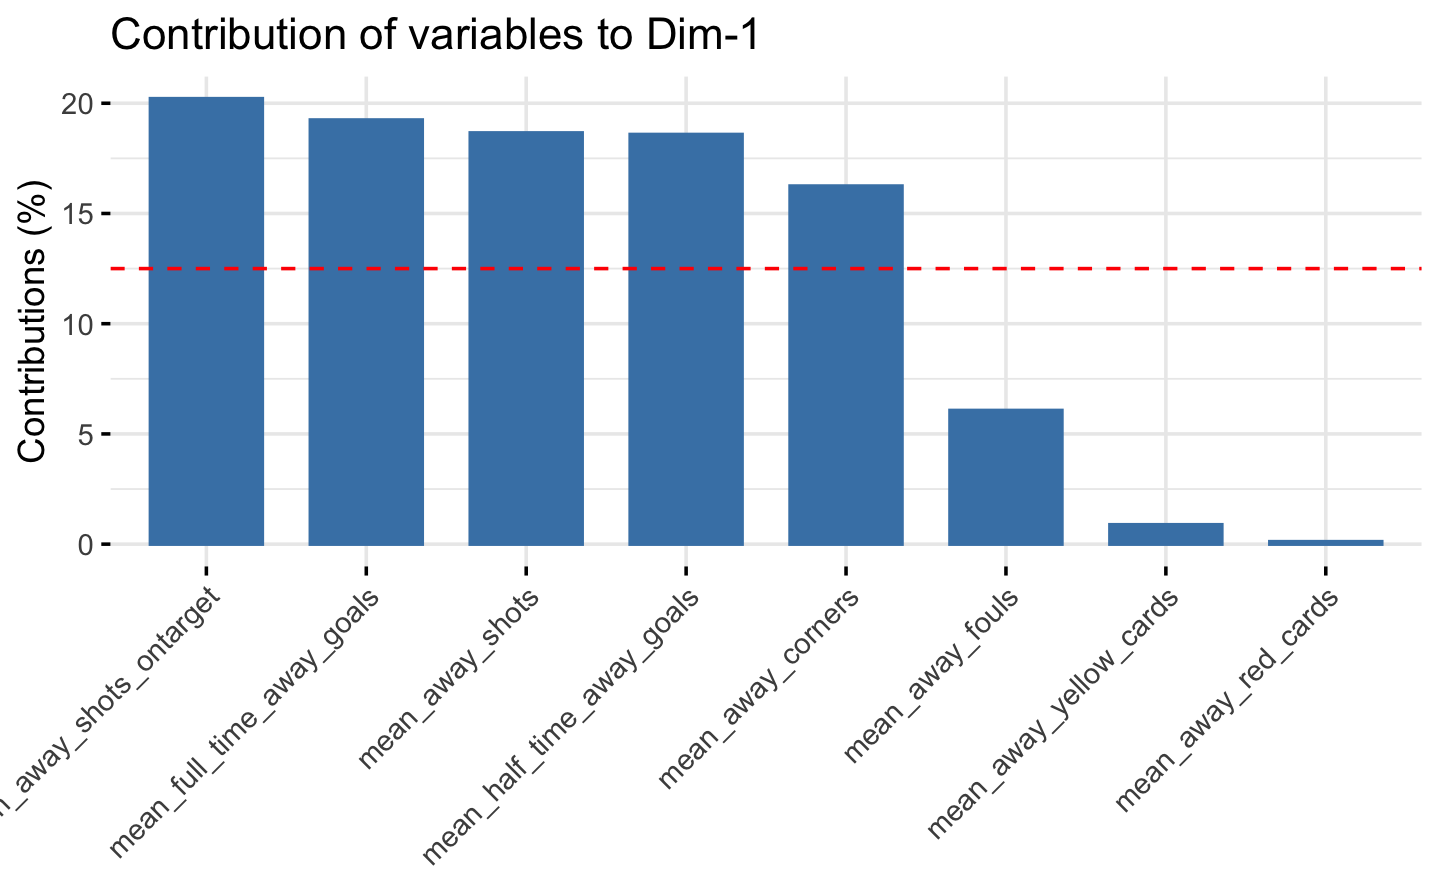 Contribution of variables to Dim-1
Contributions (%)
20
15
10
5
0
n_away_shots_ontarget
mean_full_time_away_goals
mean_away_shots
mean_half_time_away_goals
mean_away_corners
mean_away_fouls
mean_away_yellow_cards
mean_away_red_cards